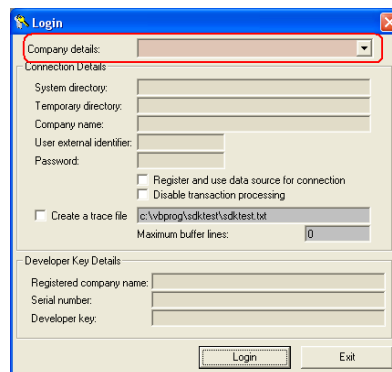 Login
Company details:
Connection Details
System directory:
Temporary directory:
Company name:
User external identifier:
Password:
Register and use data source for connection
Disable transaction processing
Create a trace file c:\vbprog\sdktest\sdktest.txt
Maximum buffer lines: 0
Developer Key Details
Registered company name:
Serial number:
Developer key:
Login Exit